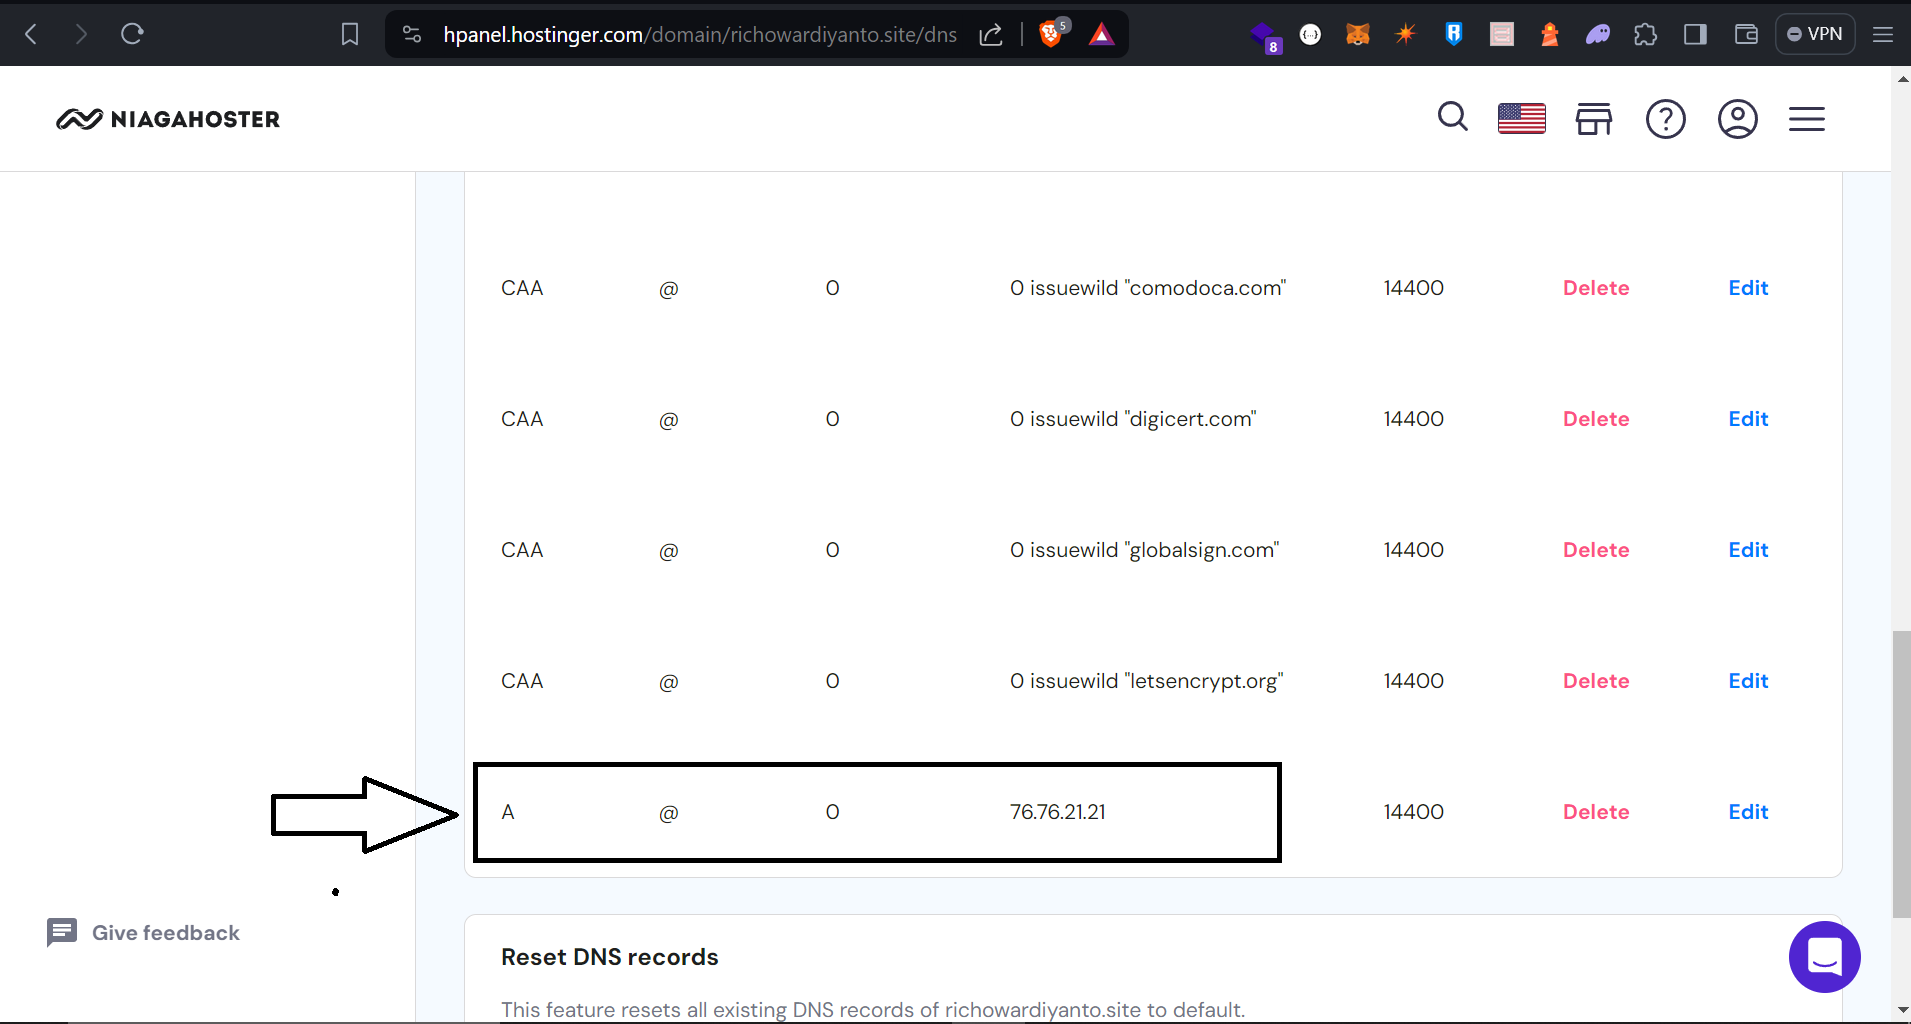 hpanel.hostinger.com/domain/richowardiyanto.site/dns 5 8 VPN
NIAGAHOSTER
CAA @ 0 0 issuewild "comodoca.com" 14400 Delete Edit
CAA @ 0 0 issuewild "digicert.com" 14400 Delete Edit
CAA @ 0 0 issuewild "globalsign.com" 14400 Delete Edit
CAA @ 0 0 issuewild "letsencrypt.org" 14400 Delete Edit
A @ 0 76.76.21.21 14400 Delete Edit
Give feedback
Reset DNS records
This feature resets all existing DNS records of richowardiyanto.site to default.